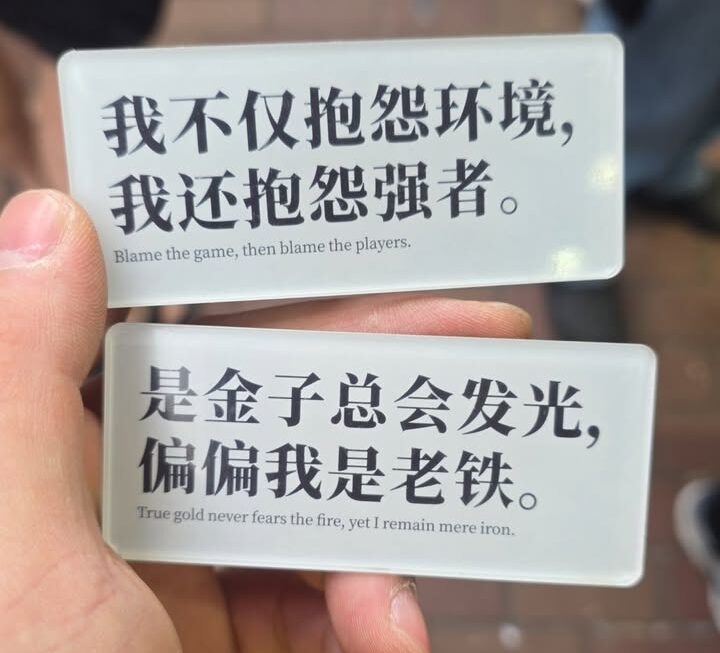 我不仅抱怨环境，
我还抱怨强者。
Blame the game, then blame the players.
是金子总会发光，
偏偏我是老铁。
True gold never fears the fire, yet I remain mere iron.